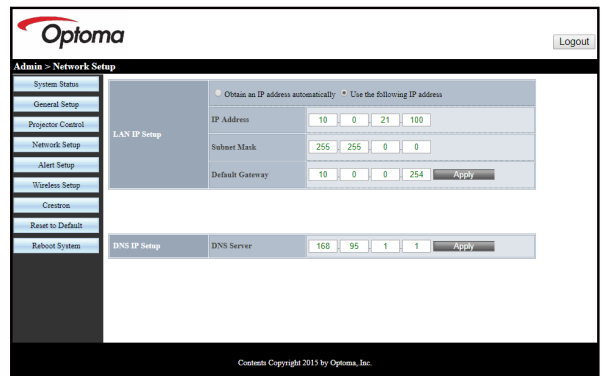 Optoma
Logout
Admin > Network Setup
System Status
General Setup
Projector Control
Network Setup
Alert Setup
Wireless Setup
Crestron
Reset to Default
Reboot System
LAN IP Setup
Obtain an IP address automatically Use the following IP address
IP Address 10 . 0 . 21 . 100
Subnet Mask 255 . 255 . 0 . 0
Default Gateway 10 . 0 . 0 . 254 Apply
DNS IP Setup DNS Server 168 . 95 . 1 . 1 Apply
Contents Copyright 2015 by Optoma, Inc.